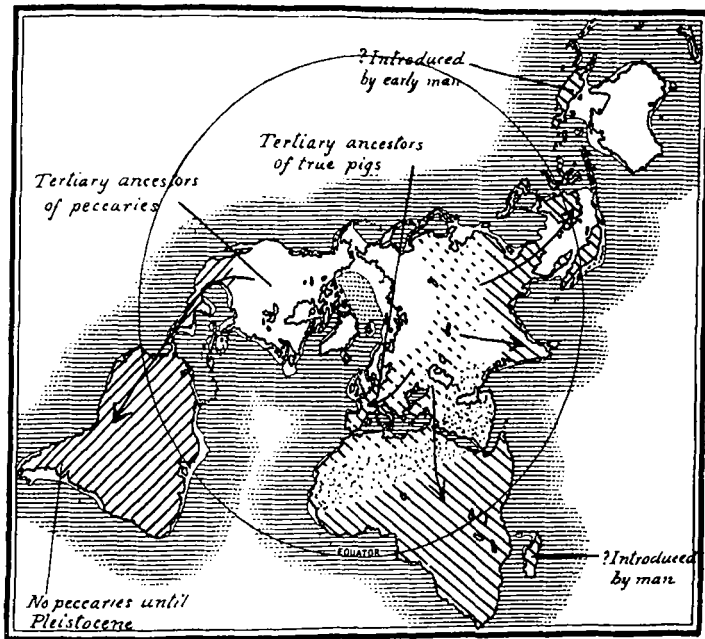 ?Introduced
by early man
Tertiary ancestors
of true pigs
Tertiary ancestors
of peccaries
EQUATOR
?Introduced
by man
No peccaries until
Pleistocene